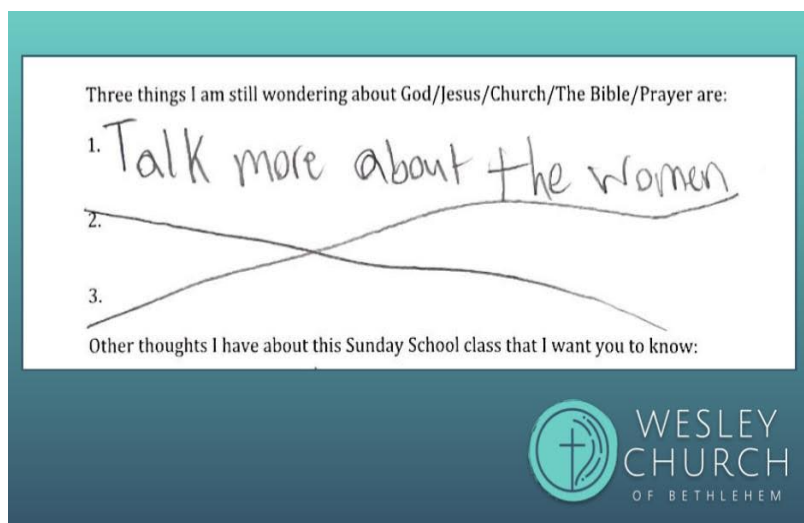 Three things I am still wondering about God/Jesus/Church/The Bible/Prayer are:
1. Talk more about the women
2.
3.
Other thoughts I have about this Sunday School class that I want you to know:
WESLEY
CHURCH
OF BETHLEHEM